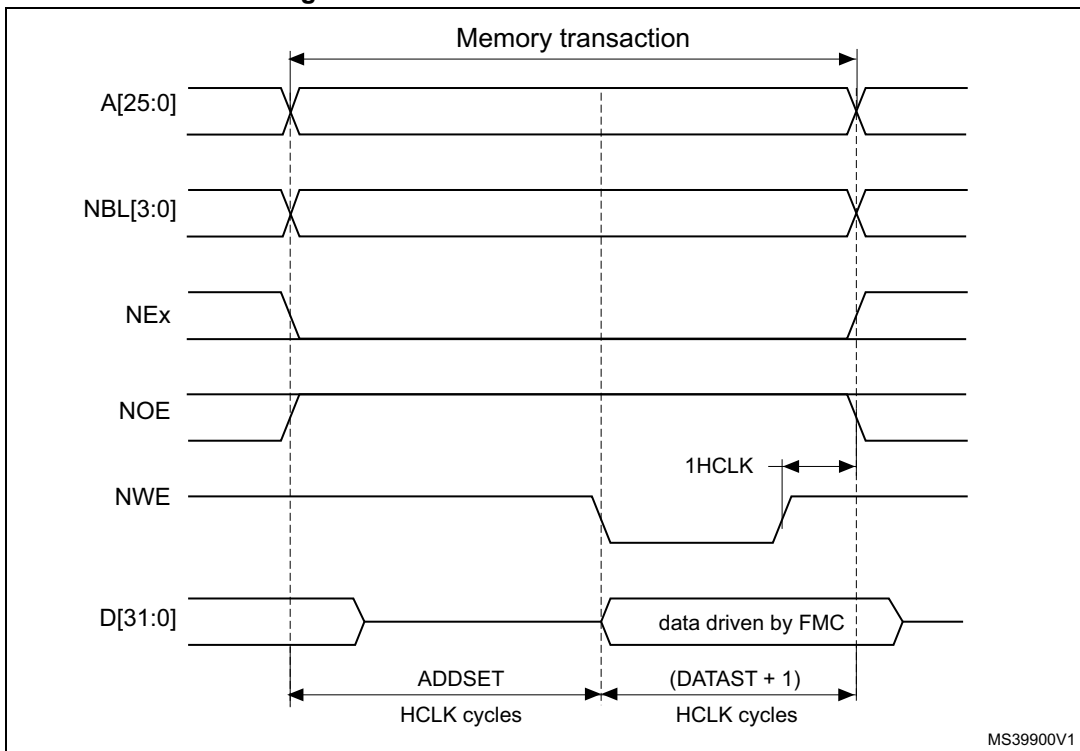 Memory transaction
A[25:0]
NBL[3:0]
NEx
NOE
1HCLK
NWE
D[31:0]
data driven by FMC
ADDSET
(DATAST + 1)
HCLK cycles
HCLK cycles
MS39900V1